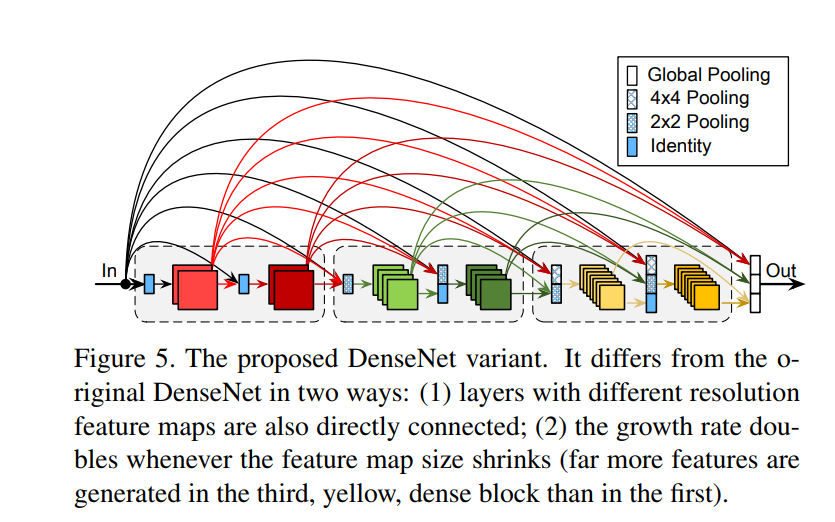 Global Pooling
4x4 Pooling
2x2 Pooling
Identity
In
Out
Figure 5. The proposed DenseNet variant. It differs from the o-
riginal DenseNet in two ways: (1) layers with different resolution
feature maps are also directly connected; (2) the growth rate dou-
bles whenever the feature map size shrinks (far more features are
generated in the third, yellow, dense block than in the first).